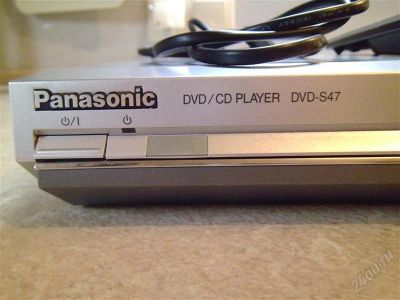 Panasonic DVD/CD PLAYER DVD-S47
⏻/I ⏻
24au.ru